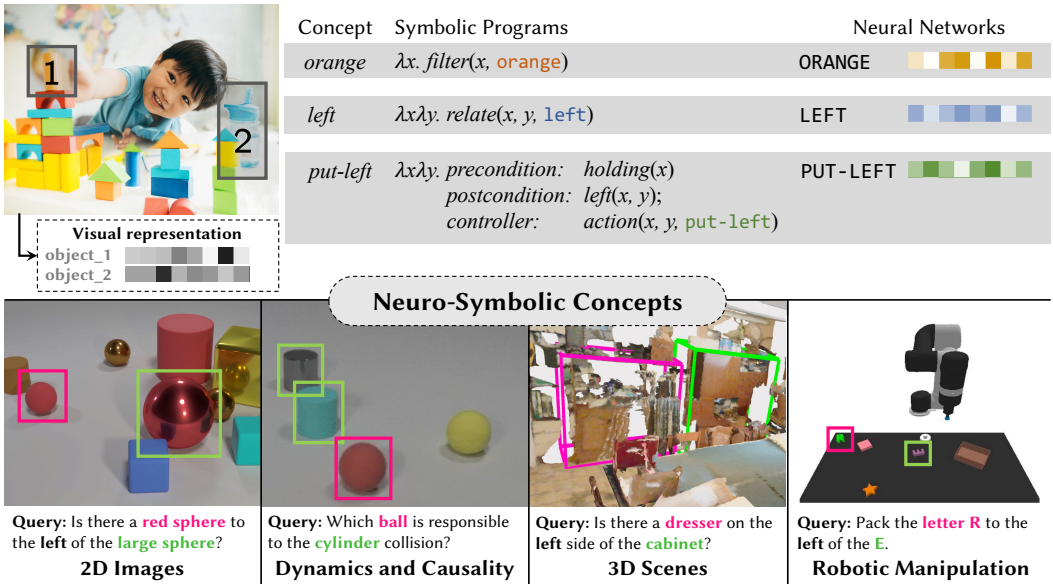 Concept Symbolic Programs Neural Networks
orange λx. filter(x, orange) ORANGE
left λxλy. relate(x, y, left) LEFT
put-left λxλy. precondition: holding(x) PUT-LEFT
postcondition: left(x, y);
controller: action(x, y, put-left)
1
2
Visual representation
object_1
object_2
Neuro-Symbolic Concepts
R
E
Query: Is there a red sphere to
the left of the large sphere?
2D Images
Query: Which ball is responsible
to the cylinder collision?
Dynamics and Causality
Query: Is there a dresser on the
left side of the cabinet?
3D Scenes
Query: Pack the letter R to the
left of the E.
Robotic Manipulation